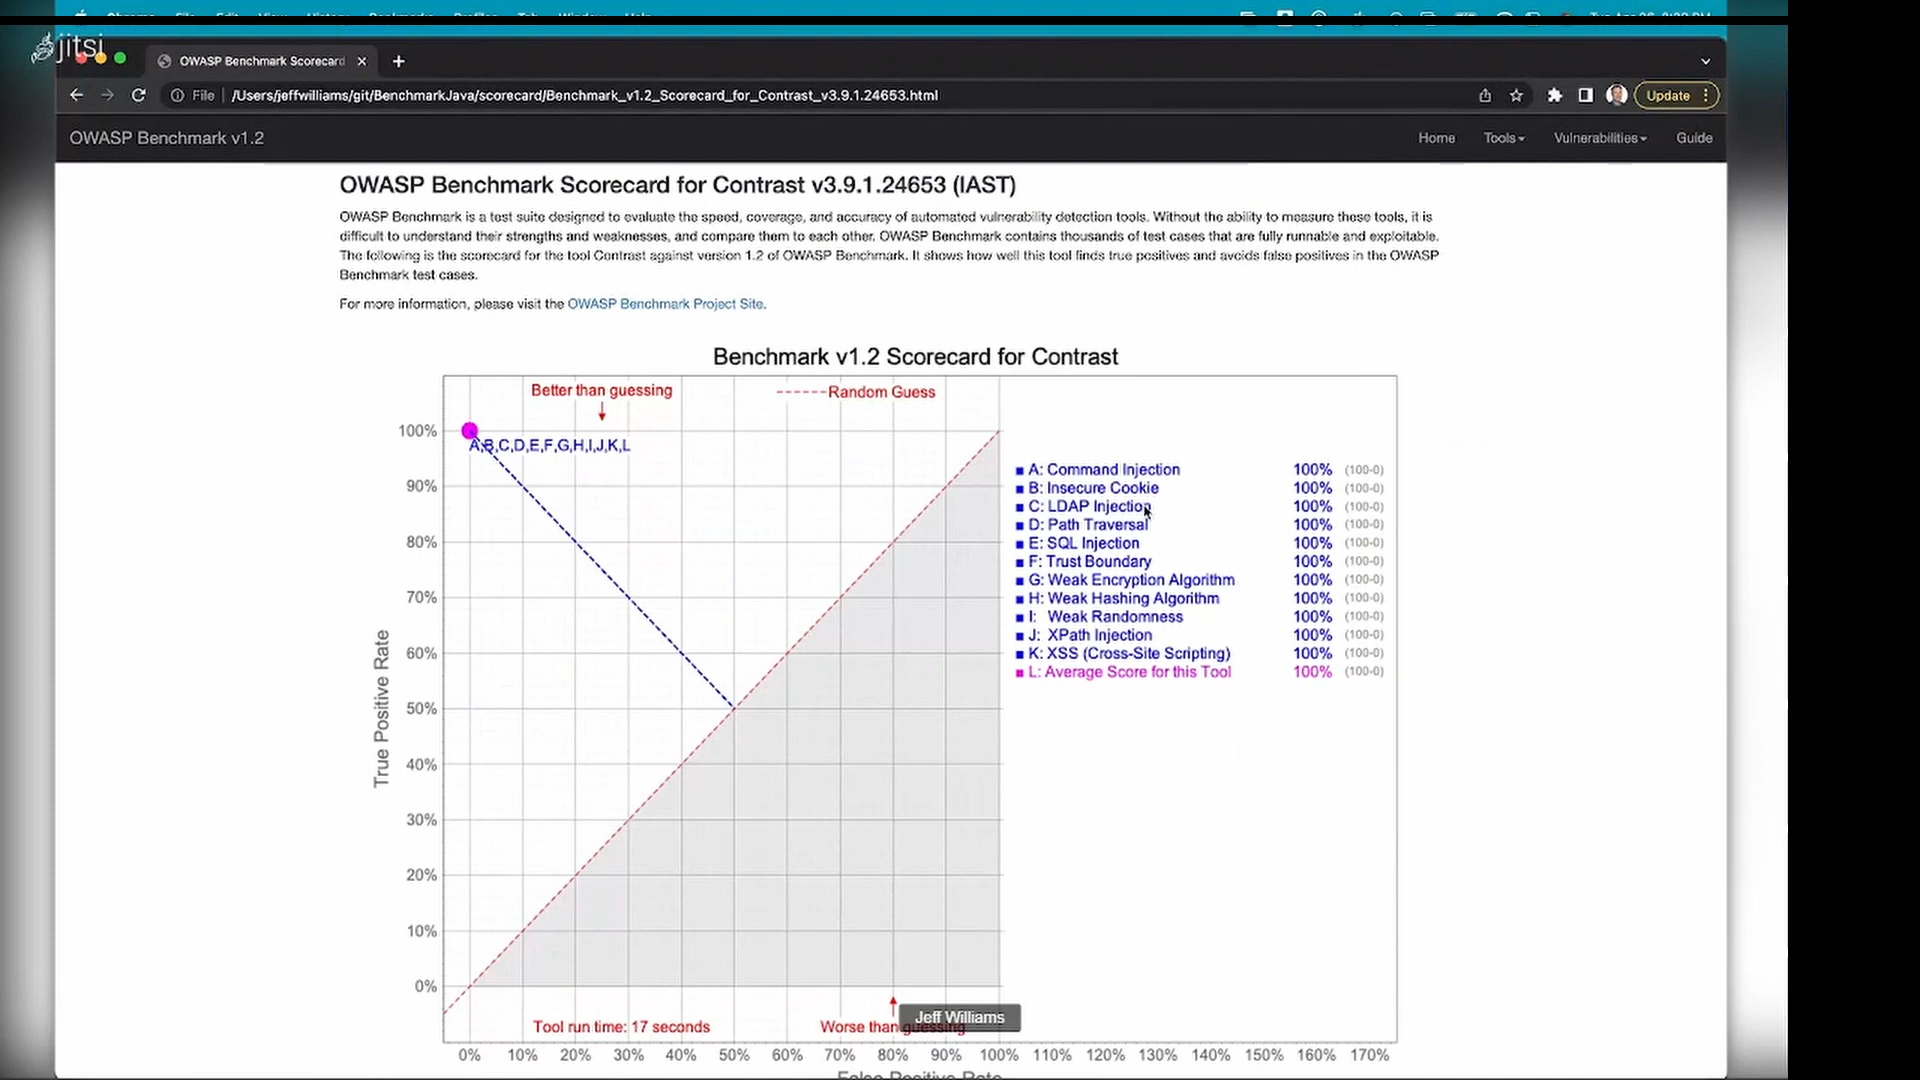 jitsi
OWASP Benchmark Scorecard
File
/Users/jeffwilliams/git/BenchmarkJava/scorecard/Benchmark_v1.2_Scorecard_for_Contrast_v3.9.1.24653.html
Update
OWASP Benchmark v1.2
Home
Tools
Vulnerabilities
Guide
OWASP Benchmark Scorecard for Contrast v3.9.1.24653 (IAST)
OWASP Benchmark is a test suite designed to evaluate the speed, coverage, and accuracy of automated vulnerability detection tools. Without the ability to measure these tools, it is
difficult to understand their strengths and weaknesses, and compare them to each other. OWASP Benchmark contains thousands of test cases that are fully runnable and exploitable.
The following is the scorecard for the tool Contrast against version 1.2 of OWASP Benchmark. It shows how well this tool finds true positives and avoids false positives in the OWASP
Benchmark test cases.
For more information, please visit the OWASP Benchmark Project Site.
Benchmark v1.2 Scorecard for Contrast
Better than guessing
Random Guess
100%
A,B,C,D,E,F,G,H,I,J,K,L
90%
80%
70%
60%
50%
40%
30%
20%
10%
0%
True Positive Rate
A: Command Injection 100% (100-0)
B: Insecure Cookie 100% (100-0)
C: LDAP Injection 100% (100-0)
D: Path Traversal 100% (100-0)
E: SQL Injection 100% (100-0)
F: Trust Boundary 100% (100-0)
G: Weak Encryption Algorithm 100% (100-0)
H: Weak Hashing Algorithm 100% (100-0)
I: Weak Randomness 100% (100-0)
J: XPath Injection 100% (100-0)
K: XSS (Cross-Site Scripting) 100% (100-0)
L: Average Score for this Tool 100% (100-0)
Tool run time: 17 seconds
Worse than guessing
Jeff Williams
0% 10% 20% 30% 40% 50% 60% 70% 80% 90% 100% 110% 120% 130% 140% 150% 160% 170%
False Positive Rate